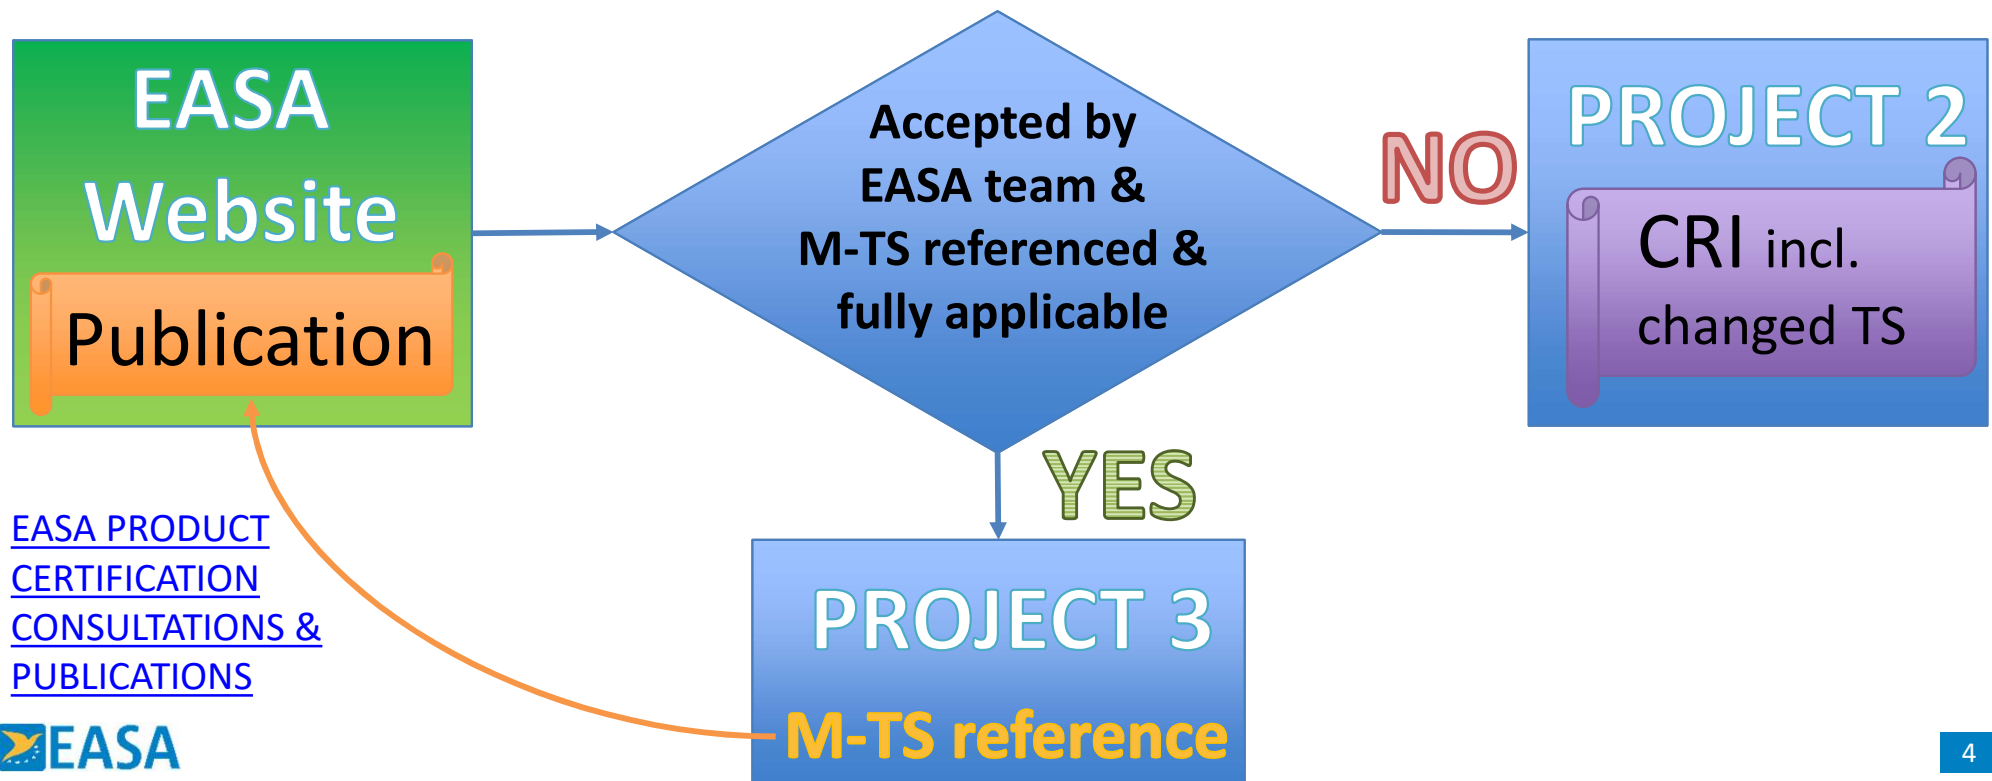 EASA
Website
Publication
Accepted by
EASA team &
M-TS referenced &
fully applicable
NO
PROJECT 2
CRI incl.
changed TS
YES
PROJECT 3
M-TS reference
EASA PRODUCT
CERTIFICATION
CONSULTATIONS &
PUBLICATIONS
EASA
4